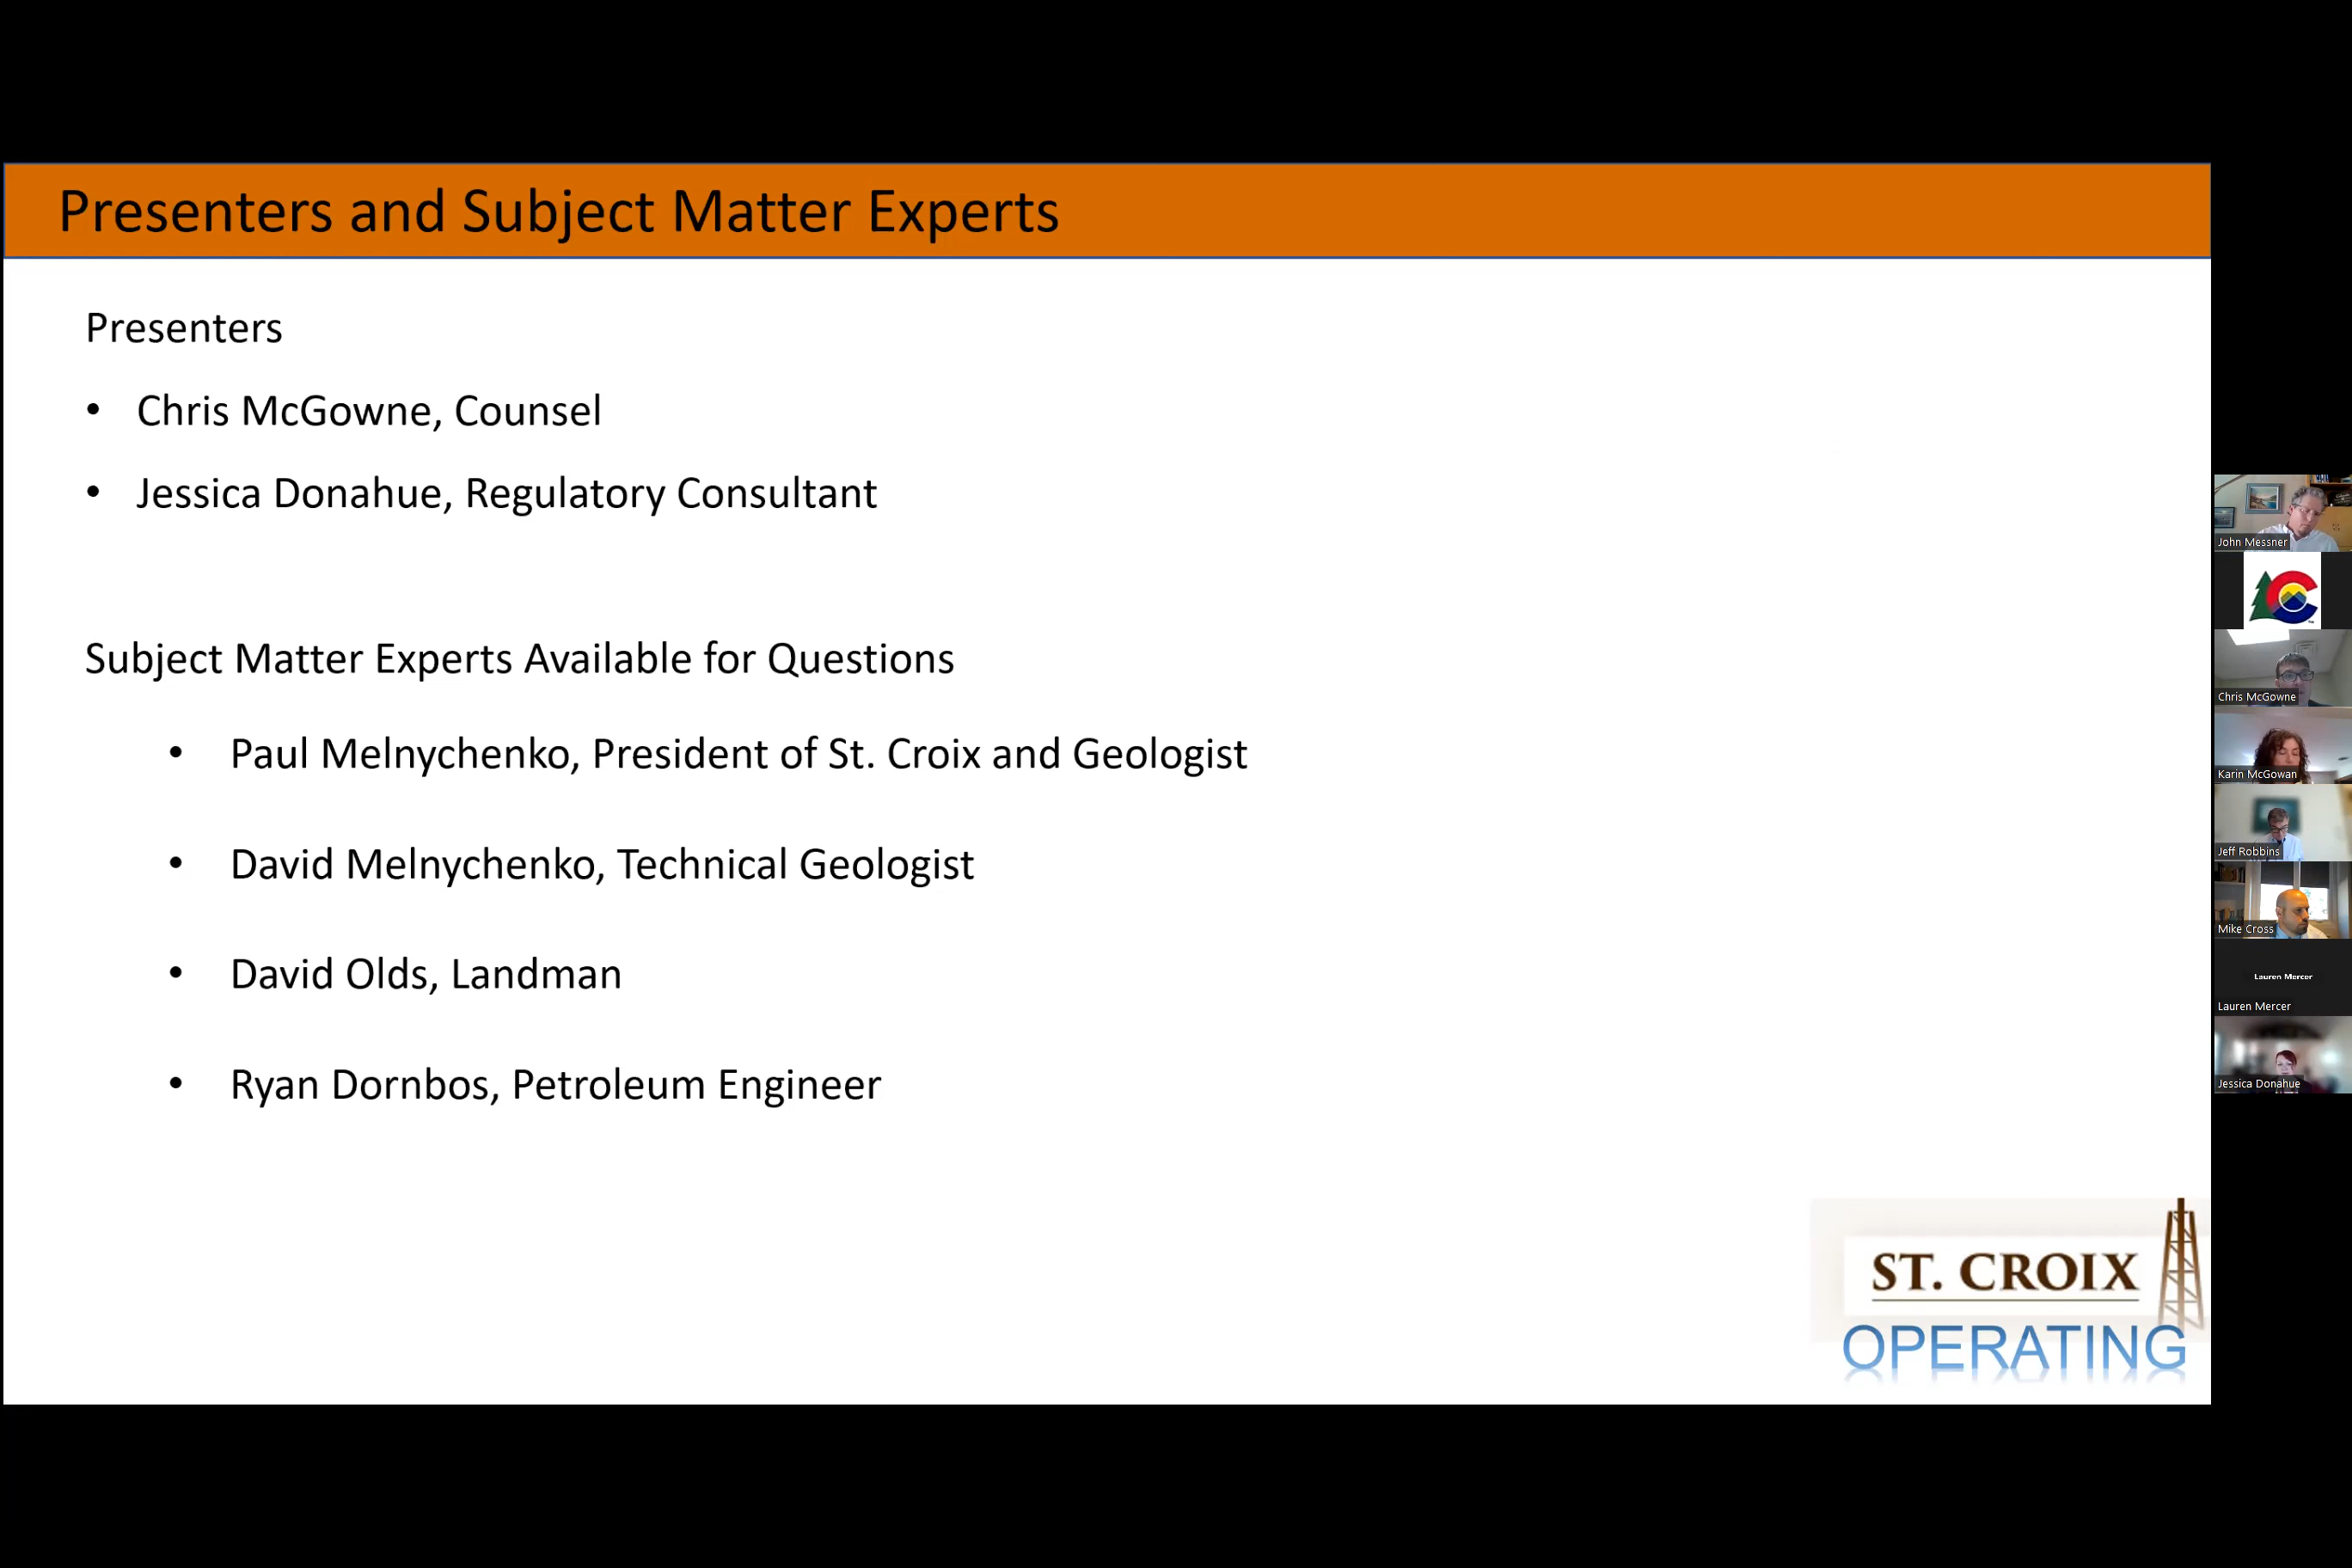 Presenters and Subject Matter Experts
Presenters
• Chris McGowne, Counsel
• Jessica Donahue, Regulatory Consultant
Subject Matter Experts Available for Questions
• Paul Melnychenko, President of St. Croix and Geologist
• David Melnychenko, Technical Geologist
• David Olds, Landman
• Ryan Dornbos, Petroleum Engineer
ST. CROIX
OPERATING
John Messner
Chris McGowne
Karin McGowan
Jeff Robbins
Mike Cross
Lauren Mercer
Lauren Mercer
Jessica Donahue